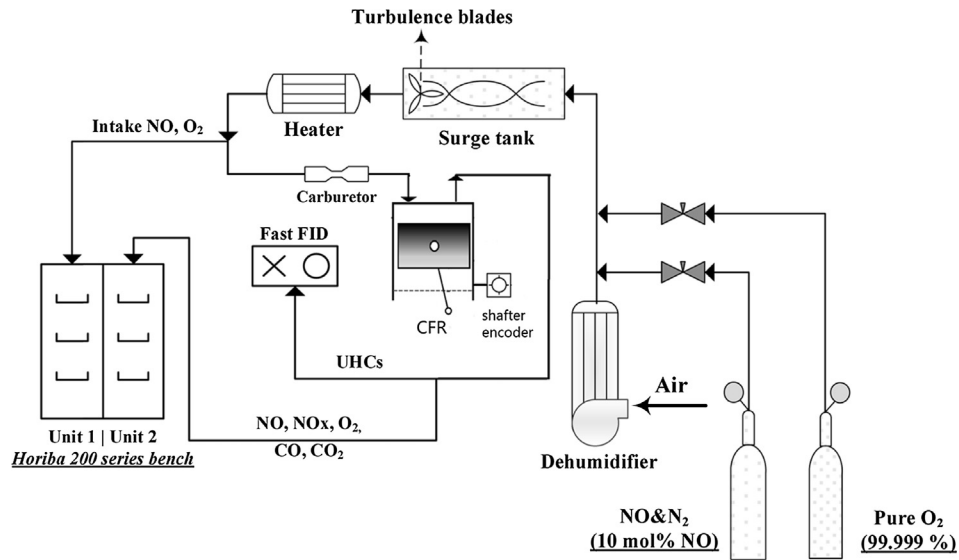 Turbulence blades
Heater
Surge tank
Intake NO, O₂
Carburetor
Fast FID
CFR
shafter
encoder
UHCs
Air
NO, NOx, O₂,
CO, CO₂
Unit 1 | Unit 2
Horiba 200 series bench
Dehumidifier
NO&N₂
(10 mol% NO)
Pure O₂
(99.999 %)